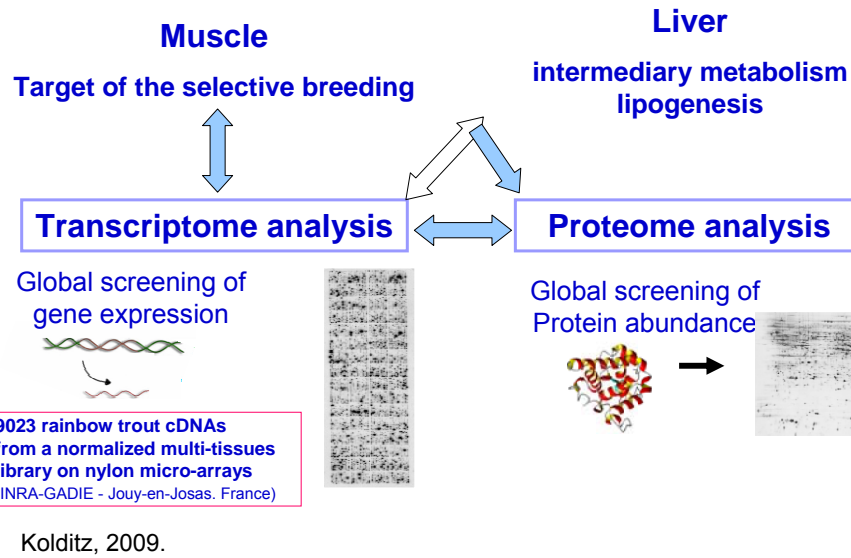 Muscle
Target of the selective breeding
Liver
intermediary metabolism
lipogenesis
Transcriptome analysis
Proteome analysis
Global screening of
gene expression
Global screening of
Protein abundance
9023 rainbow trout cDNAs
from a normalized multi-tissues
library on nylon micro-arrays
INRA-GADIE - Jouy-en-Josas. France)
Kolditz, 2009.